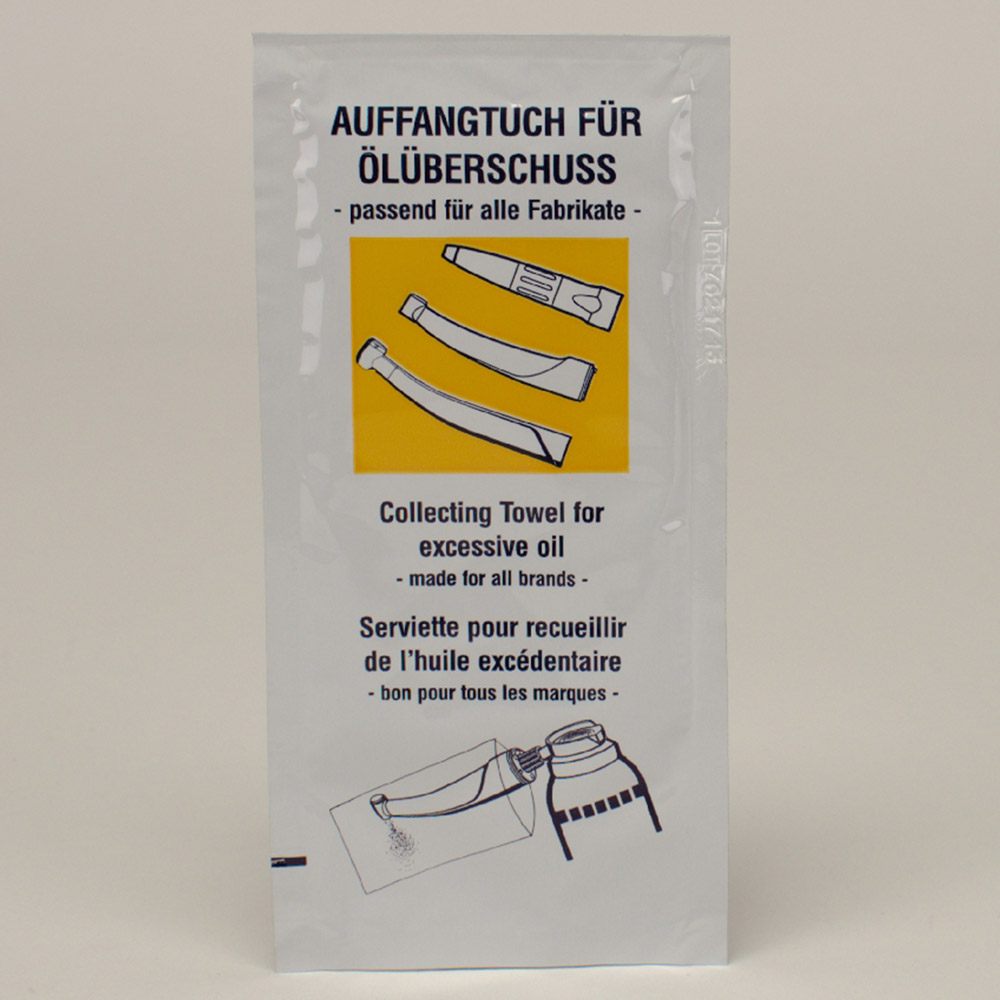 AUFFANGTUCH FÜR
ÖLÜBERSCHUSS
- passend für alle Fabrikate -
Collecting Towel for
excessive oil
- made for all brands -
Serviette pour recueillir
de l'huile excédentaire
- bon pour tous les marques -